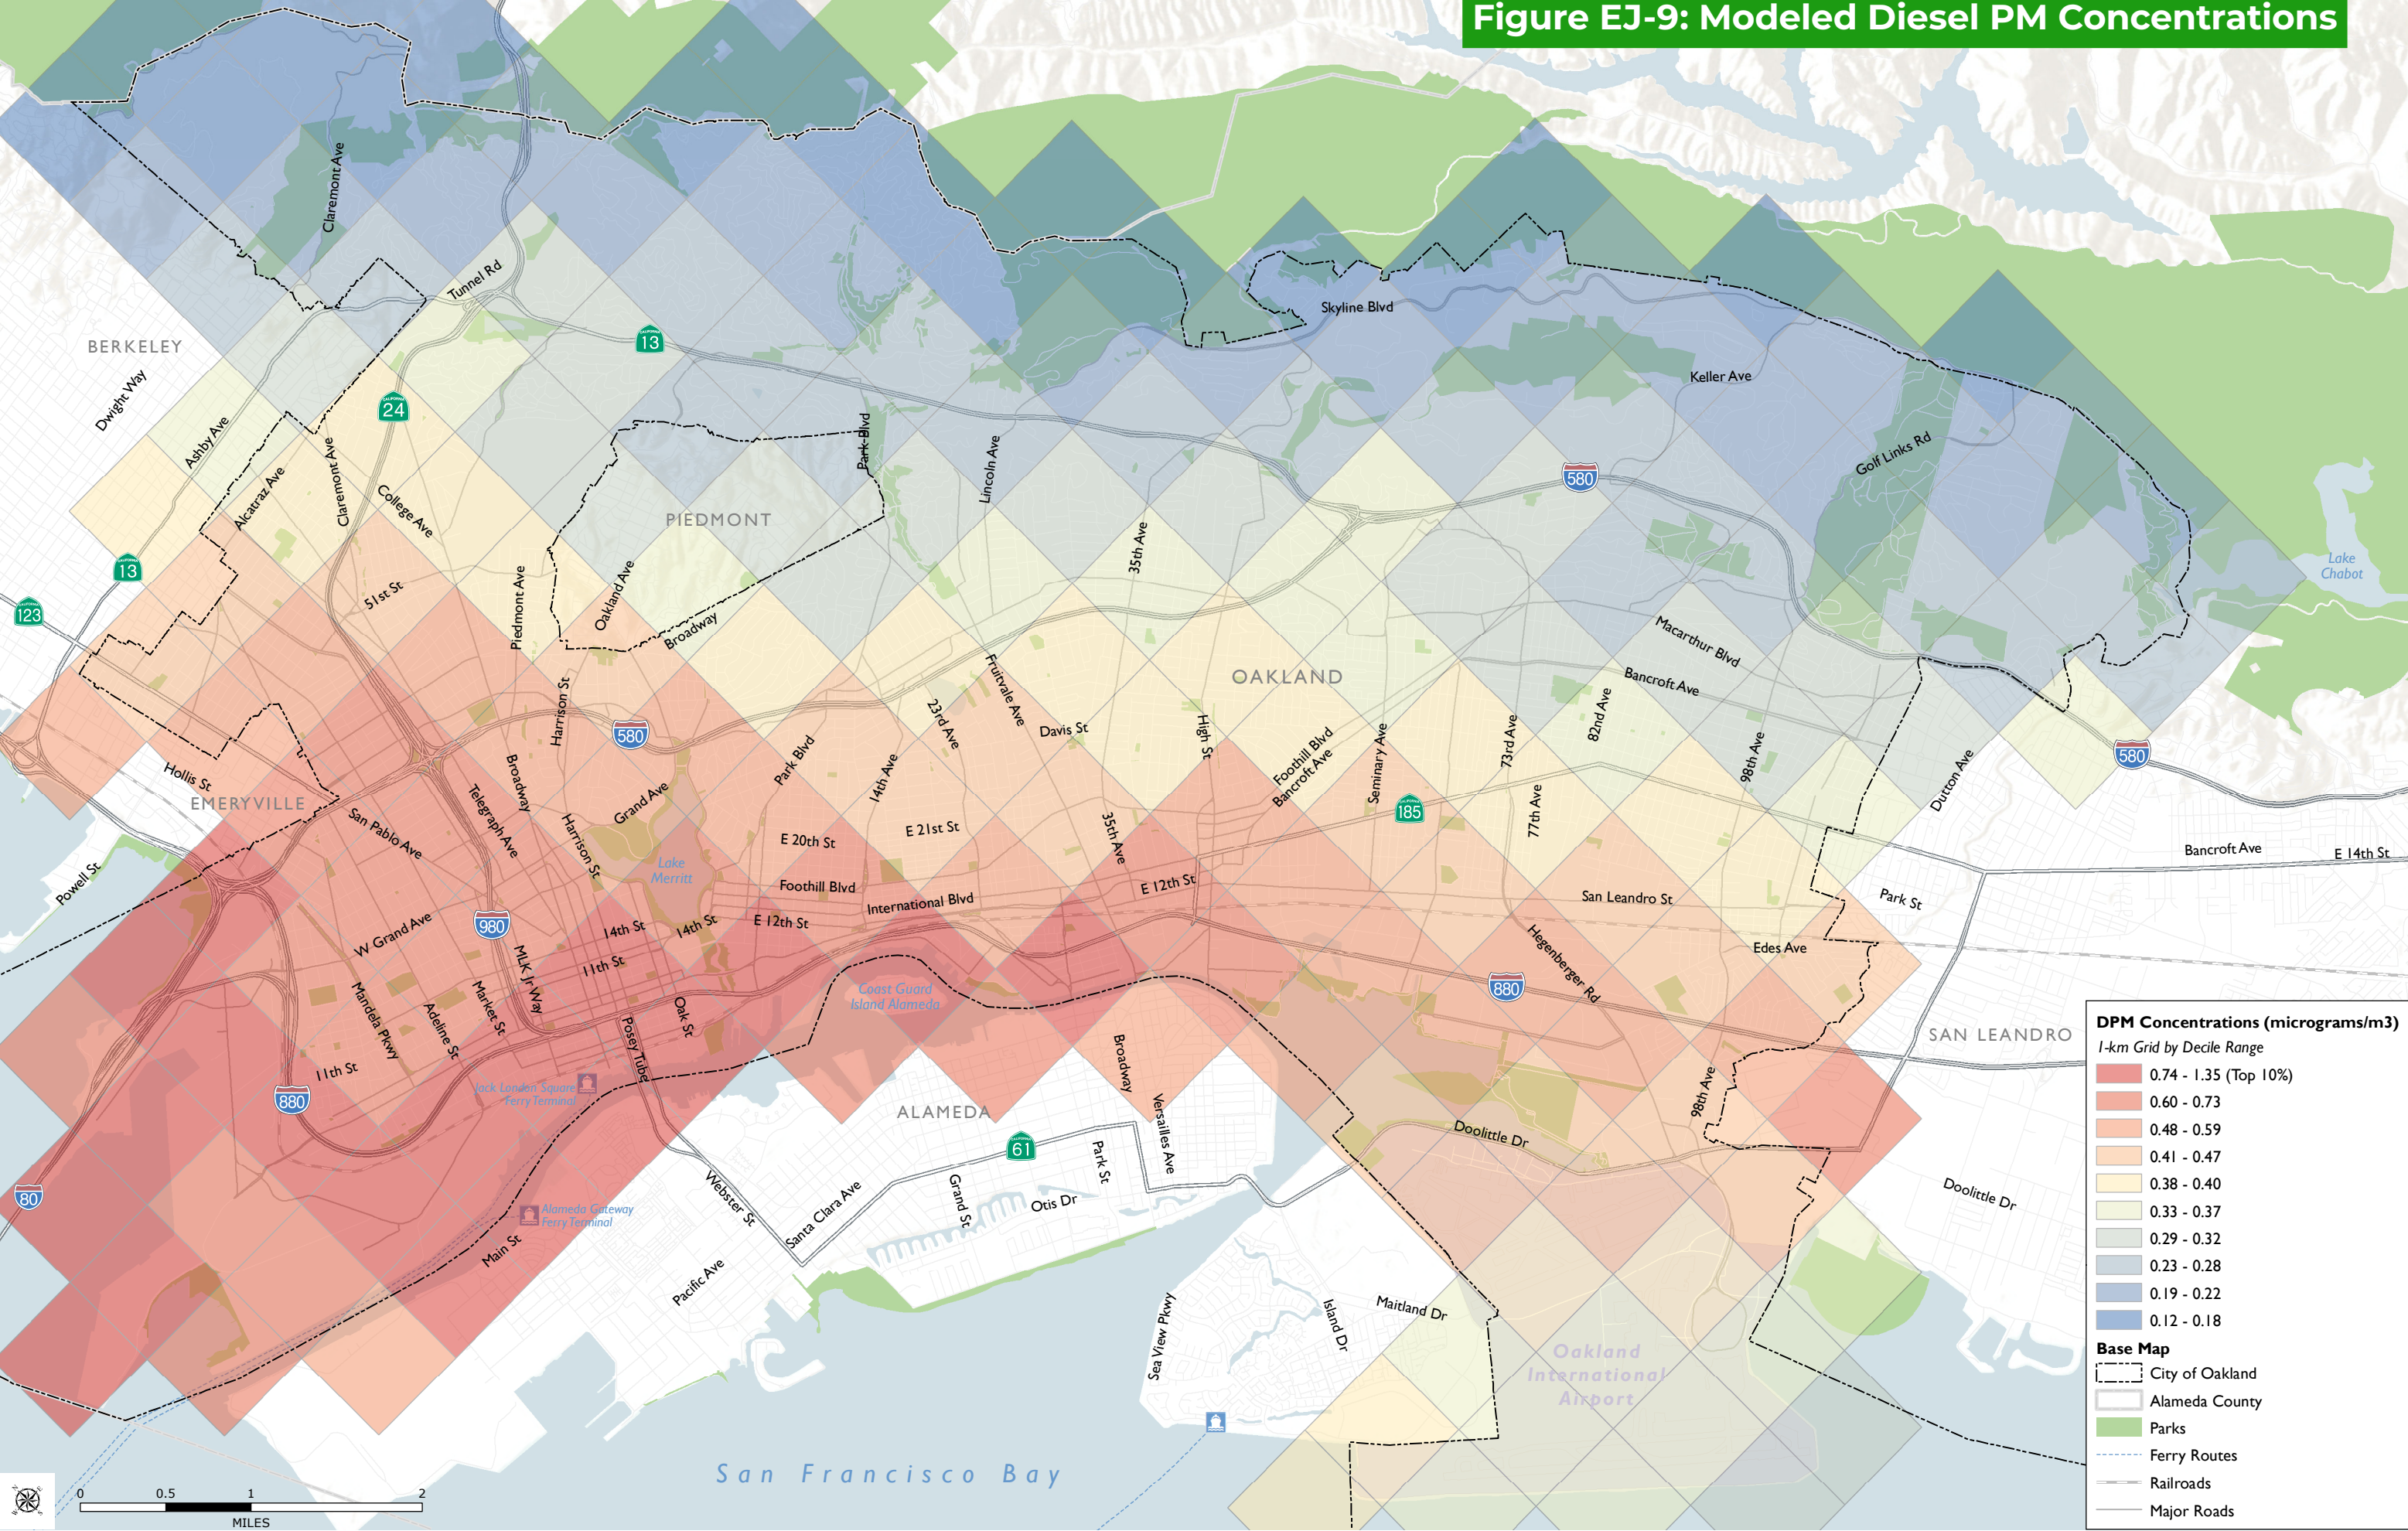 Figure EJ-9: Modeled Diesel PM Concentrations
Claremont Ave
Tunnel Rd
13
Skyline Blvd
BERKELEY
Dwight Way
24
Keller Ave
Ashby Ave
Claremont Ave
College Ave
Alcatraz Ave
Park Blvd
Lincoln Ave
Golf Links Rd
580
PIEDMONT
35th Ave
13
123
51st St
Piedmont Ave
Oakland Ave
Broadway
Lake
Chabot
Macarthur Blvd
Bancroft Ave
OAKLAND
Fruitvale Ave
23rd Ave
Davis St
High St
Harrison St
580
Park Blvd
14th Ave
Foothill Blvd
Bancroft Ave
Seminary Ave
73rd Ave
82nd Ave
98th Ave
Dutton Ave
580
Hollis St
EMERYVILLE
Broadway
Telegraph Ave
Grand Ave
San Pablo Ave
Harrison St
Lake
Merritt
E 20th St
E 21st St
35th Ave
185
77th Ave
Bancroft Ave
E 14th St
Powell St
Foothill Blvd
International Blvd
E 12th St
San Leandro St
Park St
W Grand Ave
980
14th St
14th St
E 12th St
11th St
MLK Jr Way
Edes Ave
Hegenberger Rd
880
Coast Guard
Island Alameda
Mandela Pkwy
Adeline St
Market St
Oak St
Posey Tube
11th St
880
Jack London Square
Ferry Terminal
ALAMEDA
Broadway
Versailles Ave
61
Park St
Doolittle Dr
98th Ave
SAN LEANDRO
Doolittle Dr
80
Alameda Gateway
Ferry Terminal
Main St
Webster St
Santa Clara Ave
Grand St
Otis Dr
Pacific Ave
Sea View Pkwy
Island Dr
Maitland Dr
Oakland
International
Airport
San Francisco Bay
0 0.5 1 2
MILES
DPM Concentrations (micrograms/m3)
1-km Grid by Decile Range
0.74 - 1.35 (Top 10%)
0.60 - 0.73
0.48 - 0.59
0.41 - 0.47
0.38 - 0.40
0.33 - 0.37
0.29 - 0.32
0.23 - 0.28
0.19 - 0.22
0.12 - 0.18
Base Map
City of Oakland
Alameda County
Parks
Ferry Routes
Railroads
Major Roads